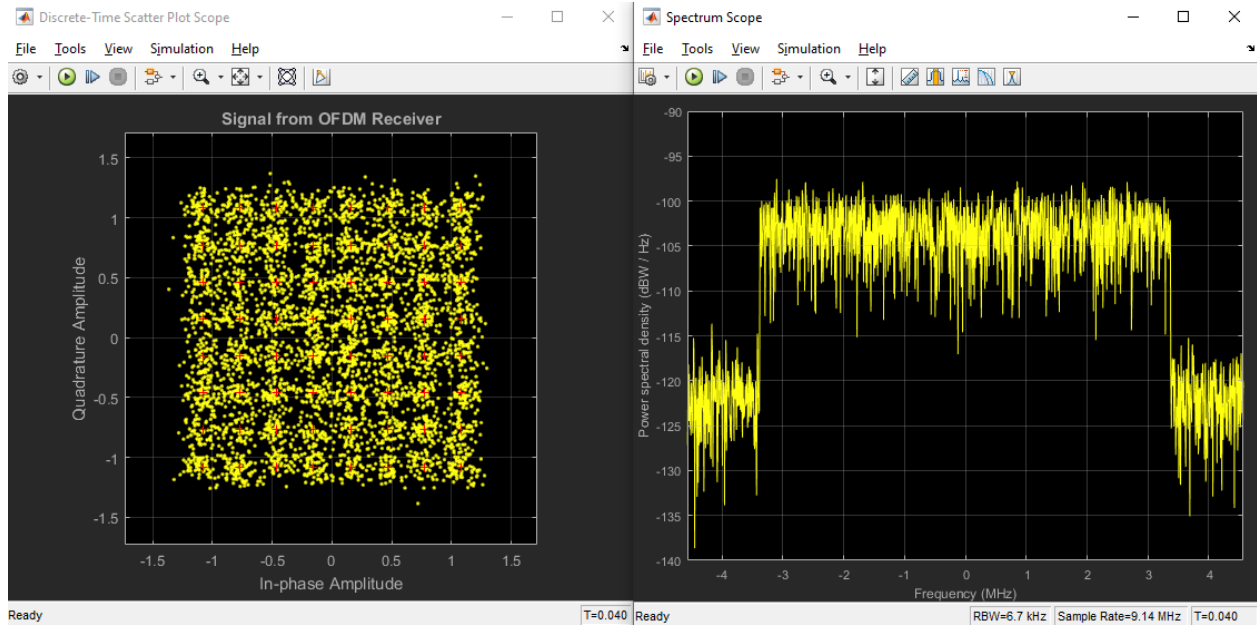 Discrete-Time Scatter Plot Scope
File Tools View Simulation Help
Signal from OFDM Receiver
1.5
1
0.5
0
-0.5
-1
-1.5
Quadrature Amplitude
-1.5 -1 -0.5 0 0.5 1 1.5
In-phase Amplitude
Ready T=0.040
Spectrum Scope
File Tools View Simulation Help
-90
-95
-100
-105
-110
-115
-120
-125
-130
-135
-140
Power spectral density (dBW / Hz)
-4 -3 -2 -1 0 1 2 3 4
Frequency (MHz)
Ready RBW=6.7 kHz Sample Rate=9.14 MHz T=0.040